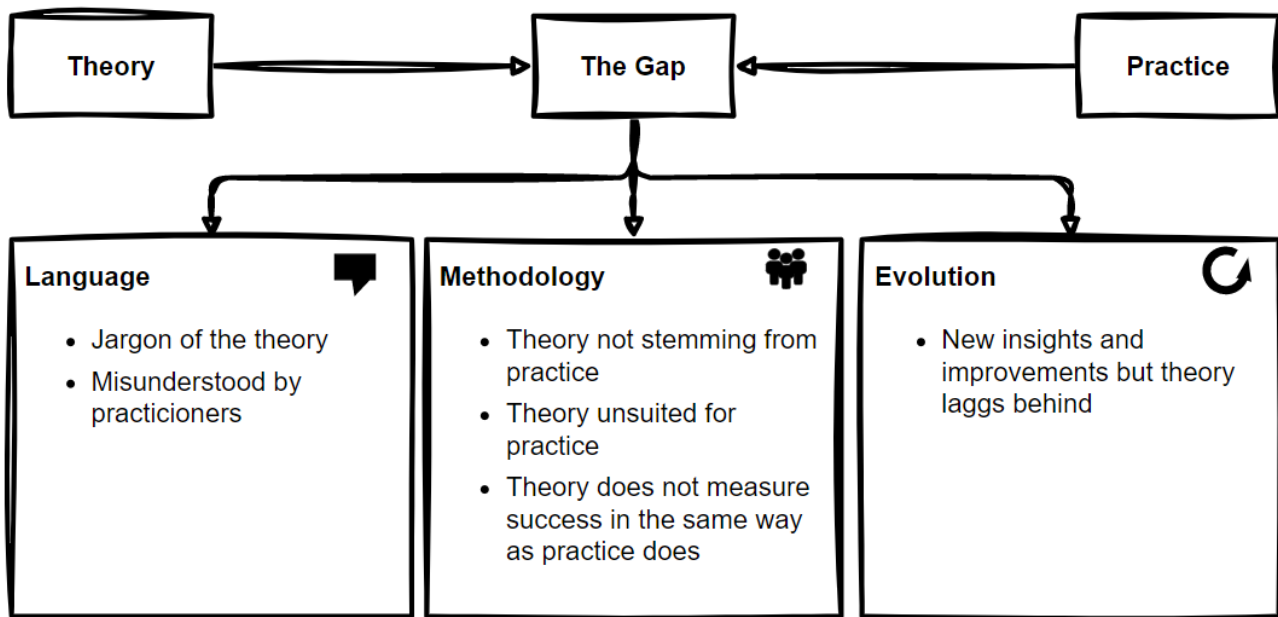 Theory
The Gap
Practice
Language
• Jargon of the theory
• Misunderstood by
practicioners
Methodology
• Theory not stemming from
practice
• Theory unsuited for
practice
• Theory does not measure
success in the same way
as practice does
Evolution
• New insights and
improvements but theory
laggs behind